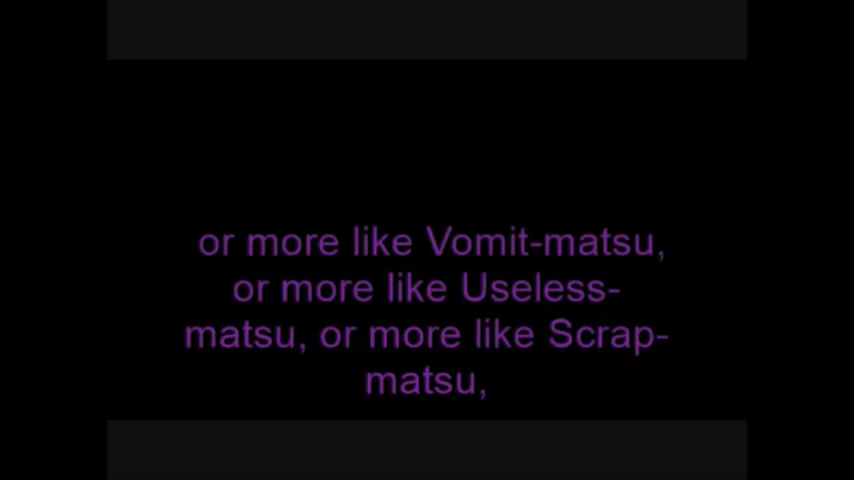 or more like Vomit-matsu,
or more like Useless-
matsu, or more like Scrap-
matsu,